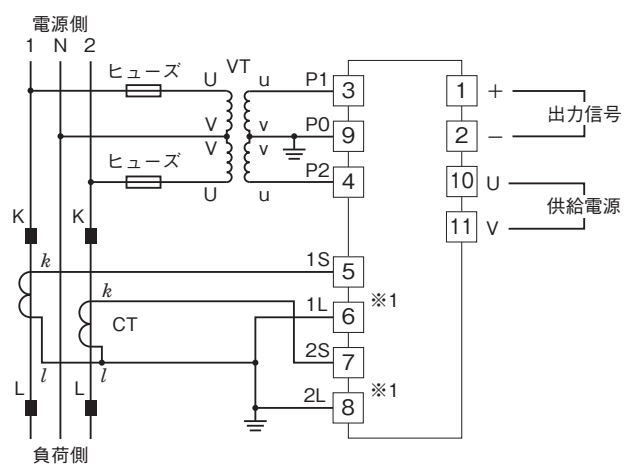 電源側
1 N 2
ヒューズ
U VT u P1 3
1 +
出力信号
V v P0 9
2 −
V v
ヒューズ
U u P2 4
10 U
供給電源
11 V
K K
k 1S 5
※1
k 1L 6
CT
2S 7
l l
※1
L L 2L 8
負荷側